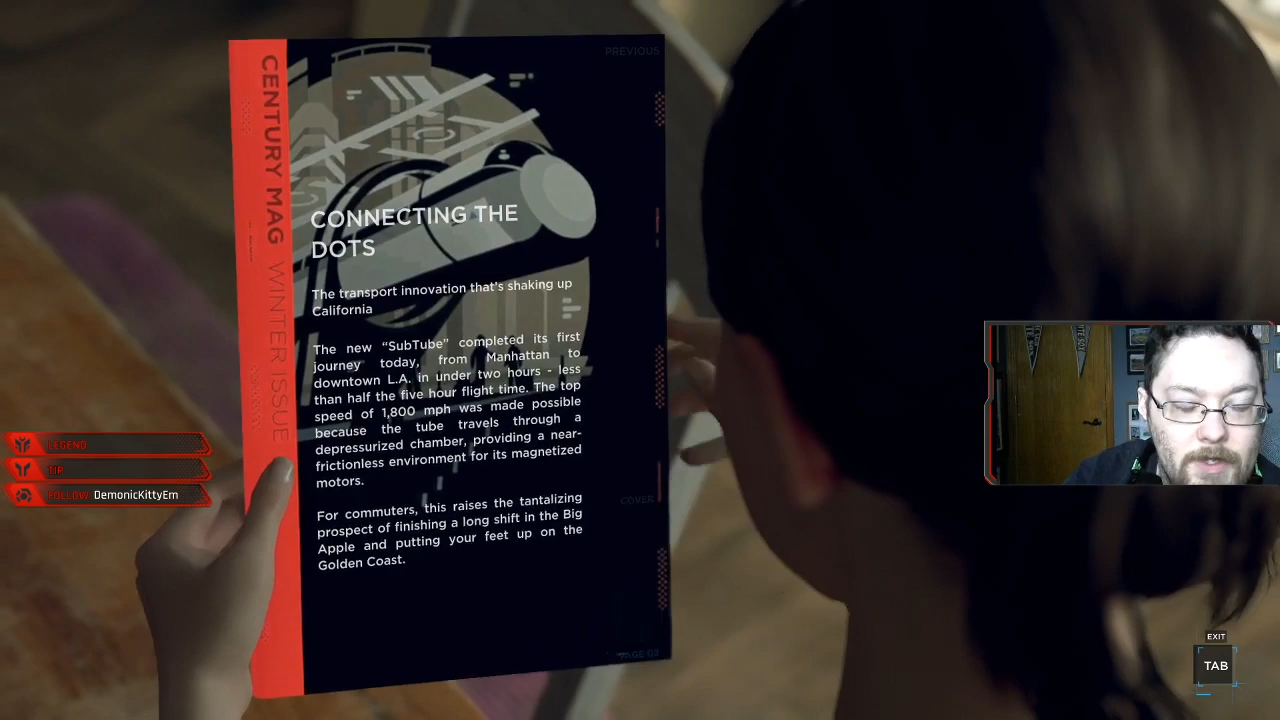 PREVIOUS
CENTURY MAG WINTER ISSUE
CONNECTING THE
DOTS
The transport innovation that's shaking up
California
The new “SubTube” completed its first
journey today, from Manhattan to
downtown L.A. in under two hours - less
than half the five hour flight time. The top
speed of 1,800 mph was made possible
because the tube travels through a
depressurized chamber, providing a near-
frictionless environment for its magnetized
motors.
For commuters, this raises the tantalizing
prospect of finishing a long shift in the Big
Apple and putting your feet up on the
Golden Coast.
COVER
PAGE 02
LEGEND
TIP
FOLLOW: DemonicKittyEm
EXIT
TAB